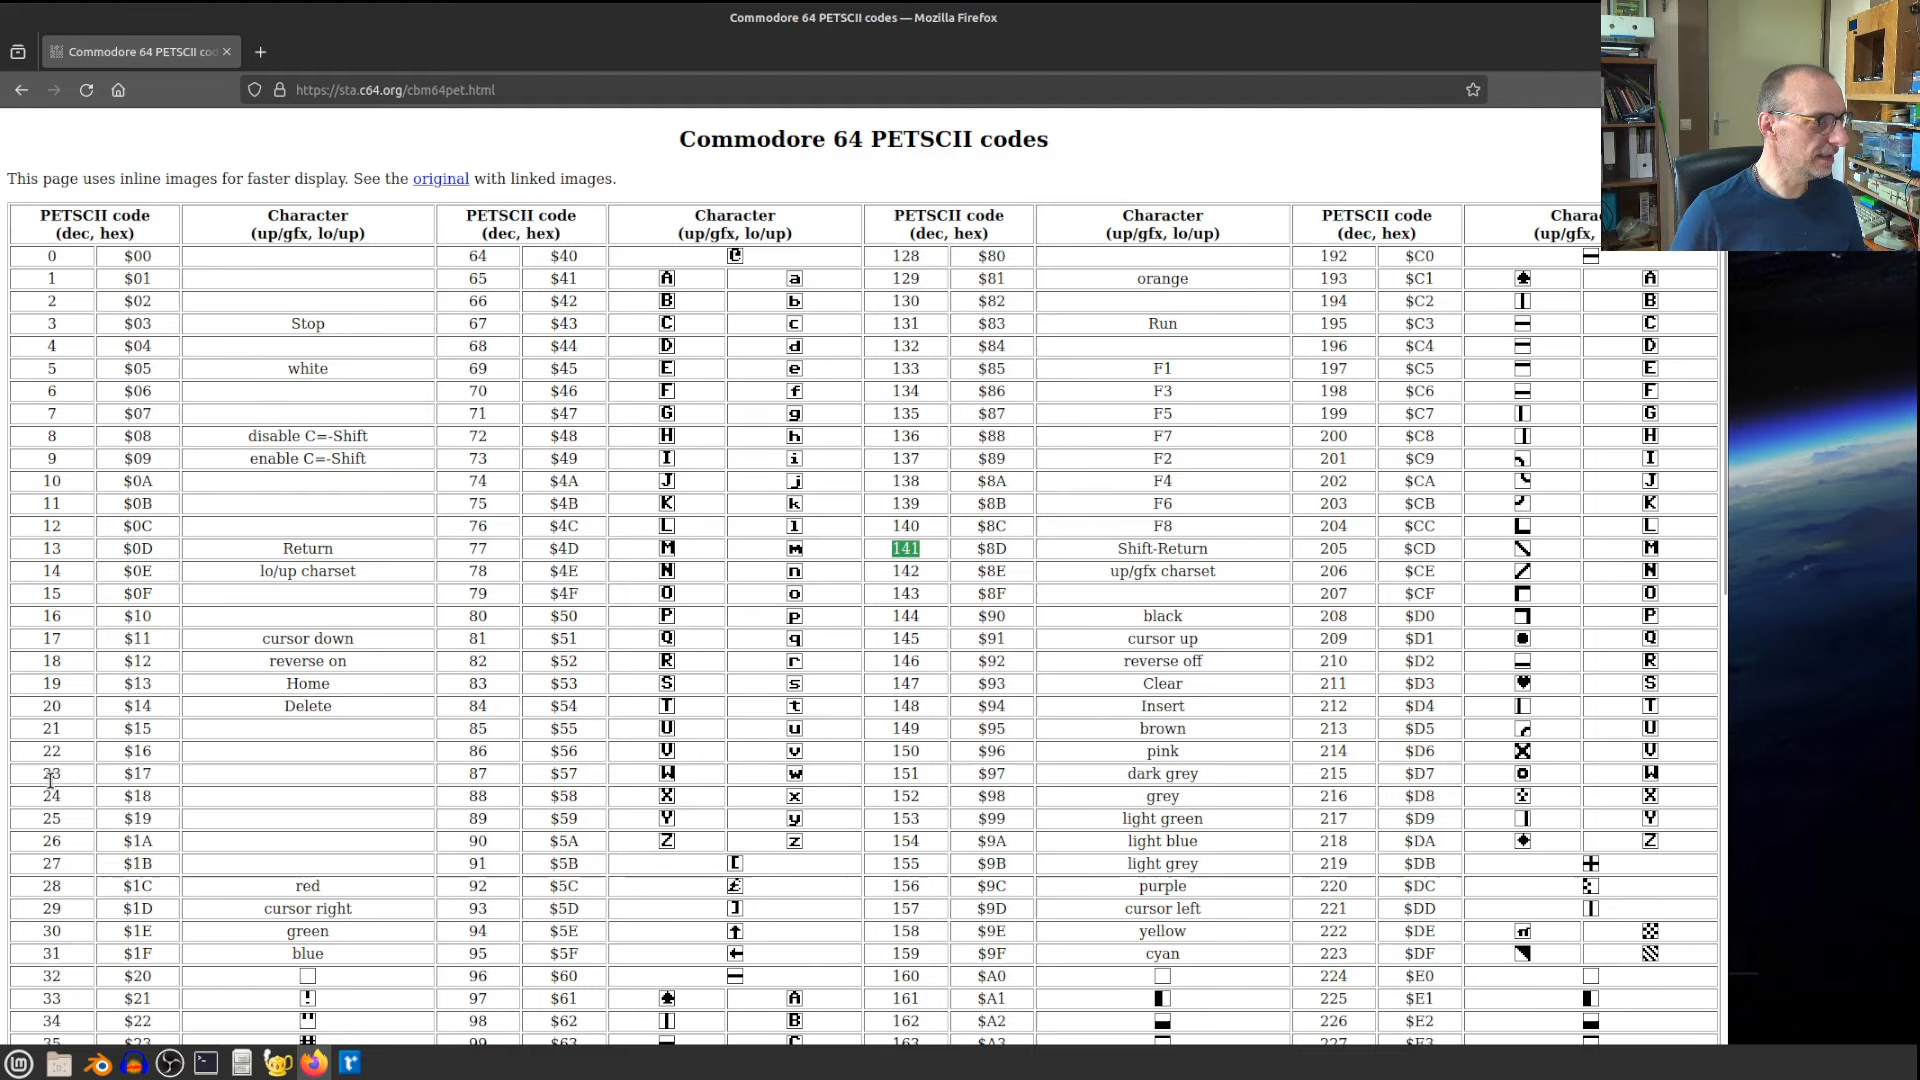 Commodore 64 PETSCII codes — Mozilla Firefox
Commodore 64 PETSCII co
https://sta.c64.org/cbm64pet.html
Commodore 64 PETSCII codes
This page uses inline images for faster display. See the original with linked images.
PETSCII code (dec, hex) Character (up/gfx, lo/up) PETSCII code (dec, hex) Character (up/gfx, lo/up) PETSCII code (dec, hex) Character (up/gfx, lo/up) PETSCII code (dec, hex) Chara (up/gfx,
0 $00 64 $40 @ 128 $80 192 $C0
1 $01 65 $41 A a 129 $81 orange 193 $C1 A
2 $02 66 $42 B b 130 $82 194 $C2 B
3 $03 Stop 67 $43 C c 131 $83 Run 195 $C3 C
4 $04 68 $44 D d 132 $84 196 $C4 D
5 $05 white 69 $45 E e 133 $85 F1 197 $C5 E
6 $06 70 $46 F f 134 $86 F3 198 $C6 F
7 $07 71 $47 G g 135 $87 F5 199 $C7 G
8 $08 disable C=-Shift 72 $48 H h 136 $88 F7 200 $C8 H
9 $09 enable C=-Shift 73 $49 I i 137 $89 F2 201 $C9 I
10 $0A 74 $4A J j 138 $8A F4 202 $CA J
11 $0B 75 $4B K k 139 $8B F6 203 $CB K
12 $0C 76 $4C L l 140 $8C F8 204 $CC L
13 $0D Return 77 $4D M m 141 $8D Shift-Return 205 $CD M
14 $0E lo/up charset 78 $4E N n 142 $8E up/gfx charset 206 $CE N
15 $0F 79 $4F O o 143 $8F 207 $CF O
16 $10 80 $50 P p 144 $90 black 208 $D0 P
17 $11 cursor down 81 $51 Q q 145 $91 cursor up 209 $D1 Q
18 $12 reverse on 82 $52 R r 146 $92 reverse off 210 $D2 R
19 $13 Home 83 $53 S s 147 $93 Clear 211 $D3 S
20 $14 Delete 84 $54 T t 148 $94 Insert 212 $D4 T
21 $15 85 $55 U u 149 $95 brown 213 $D5 U
22 $16 86 $56 V v 150 $96 pink 214 $D6 V
23 $17 87 $57 W w 151 $97 dark grey 215 $D7 W
24 $18 88 $58 X x 152 $98 grey 216 $D8 X
25 $19 89 $59 Y y 153 $99 light green 217 $D9 Y
26 $1A 90 $5A Z z 154 $9A light blue 218 $DA Z
27 $1B 91 $5B [ 155 $9B light grey 219 $DB
28 $1C red 92 $5C £ 156 $9C purple 220 $DC
29 $1D cursor right 93 $5D ] 157 $9D cursor left 221 $DD
30 $1E green 94 $5E ↑ 158 $9E yellow 222 $DE
31 $1F blue 95 $5F ← 159 $9F cyan 223 $DF
32 $20 96 $60 160 $A0 224 $E0
33 $21 ! 97 $61 A 161 $A1 225 $E1
34 $22 " 98 $62 B 162 $A2 226 $E2
35 $23 # 99 $63 C 163 $A3 227 $E3